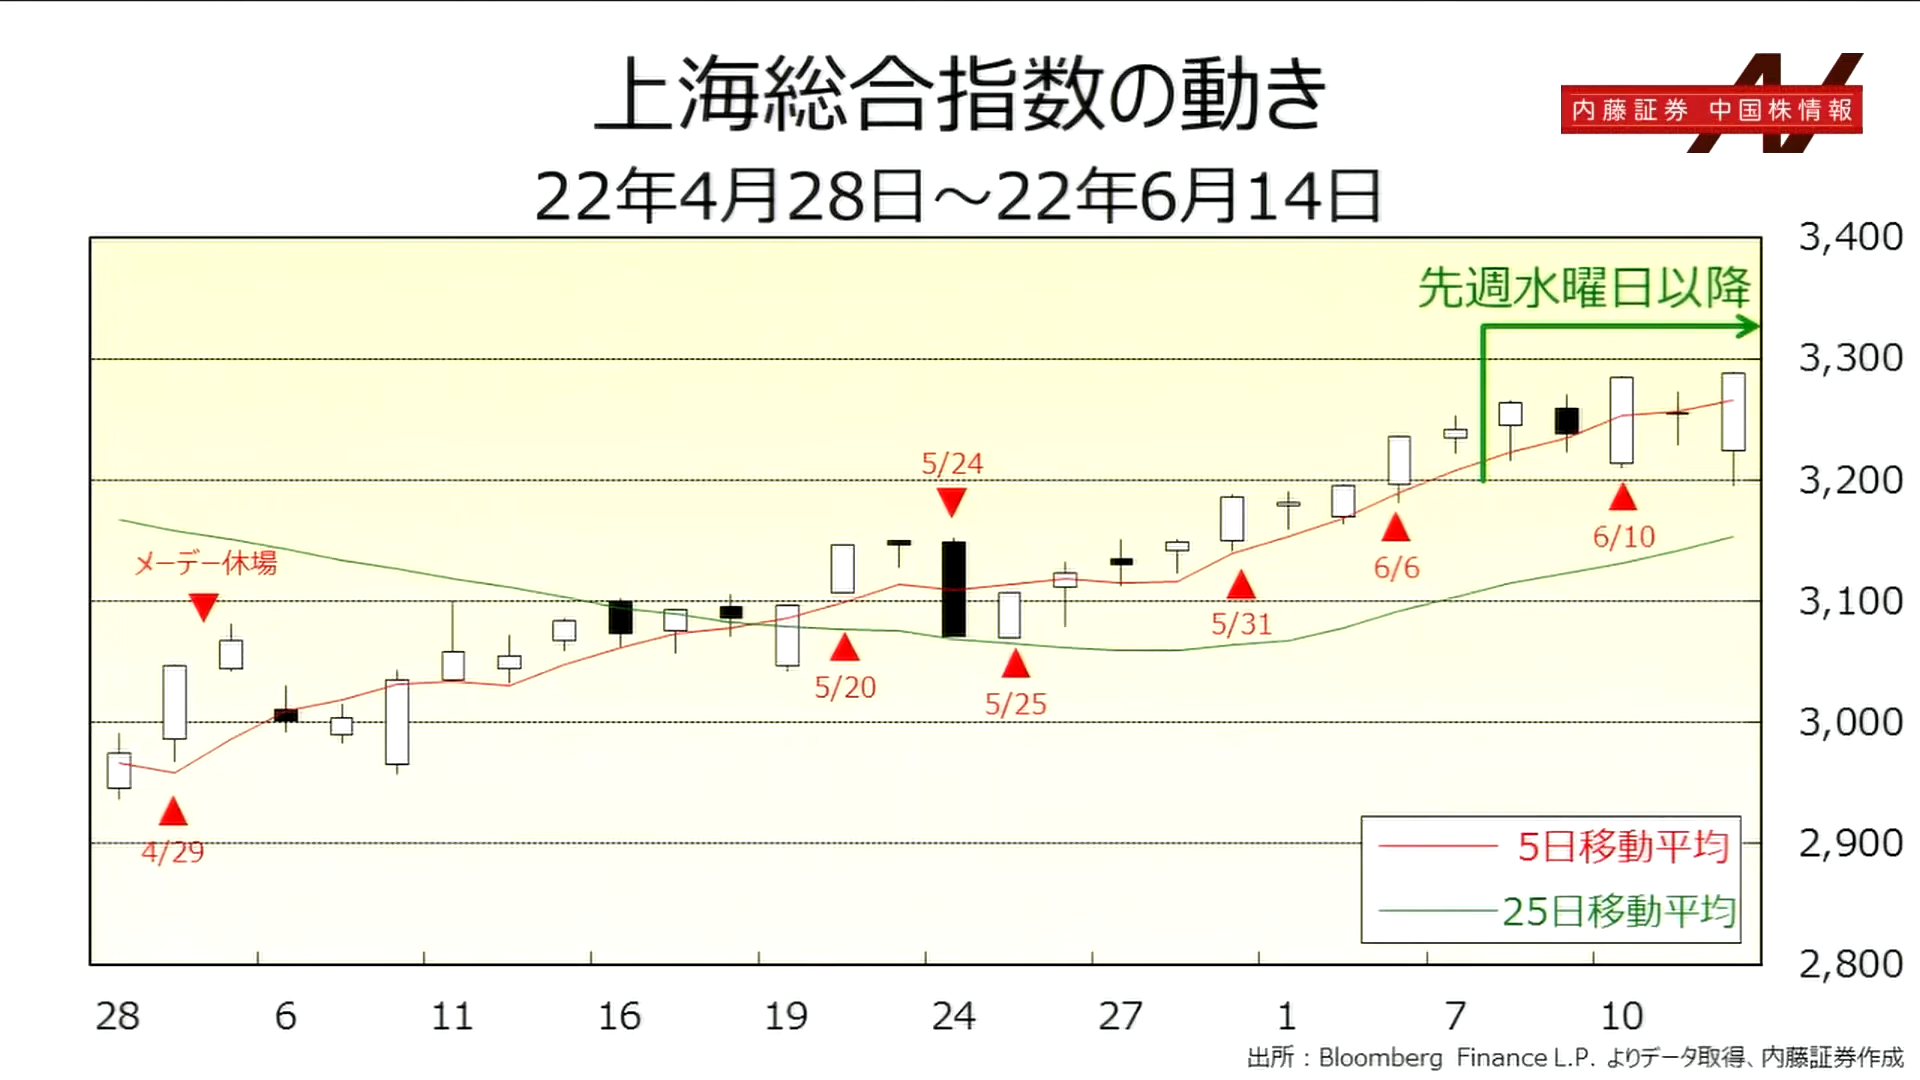 上海総合指数の動き
内藤証券 中国株情報
22年4月28日～22年6月14日
3,400
先週水曜日以降
3,300
5/24
3,200
6/10
メーデー休場
6/6
3,100
5/31
5/20
5/25
3,000
4/29
5日移動平均
2,900
25日移動平均
2,800
28 6 11 16 19 24 27 1 7 10
出所：Bloomberg Finance L.P. よりデータ取得、内藤証券作成